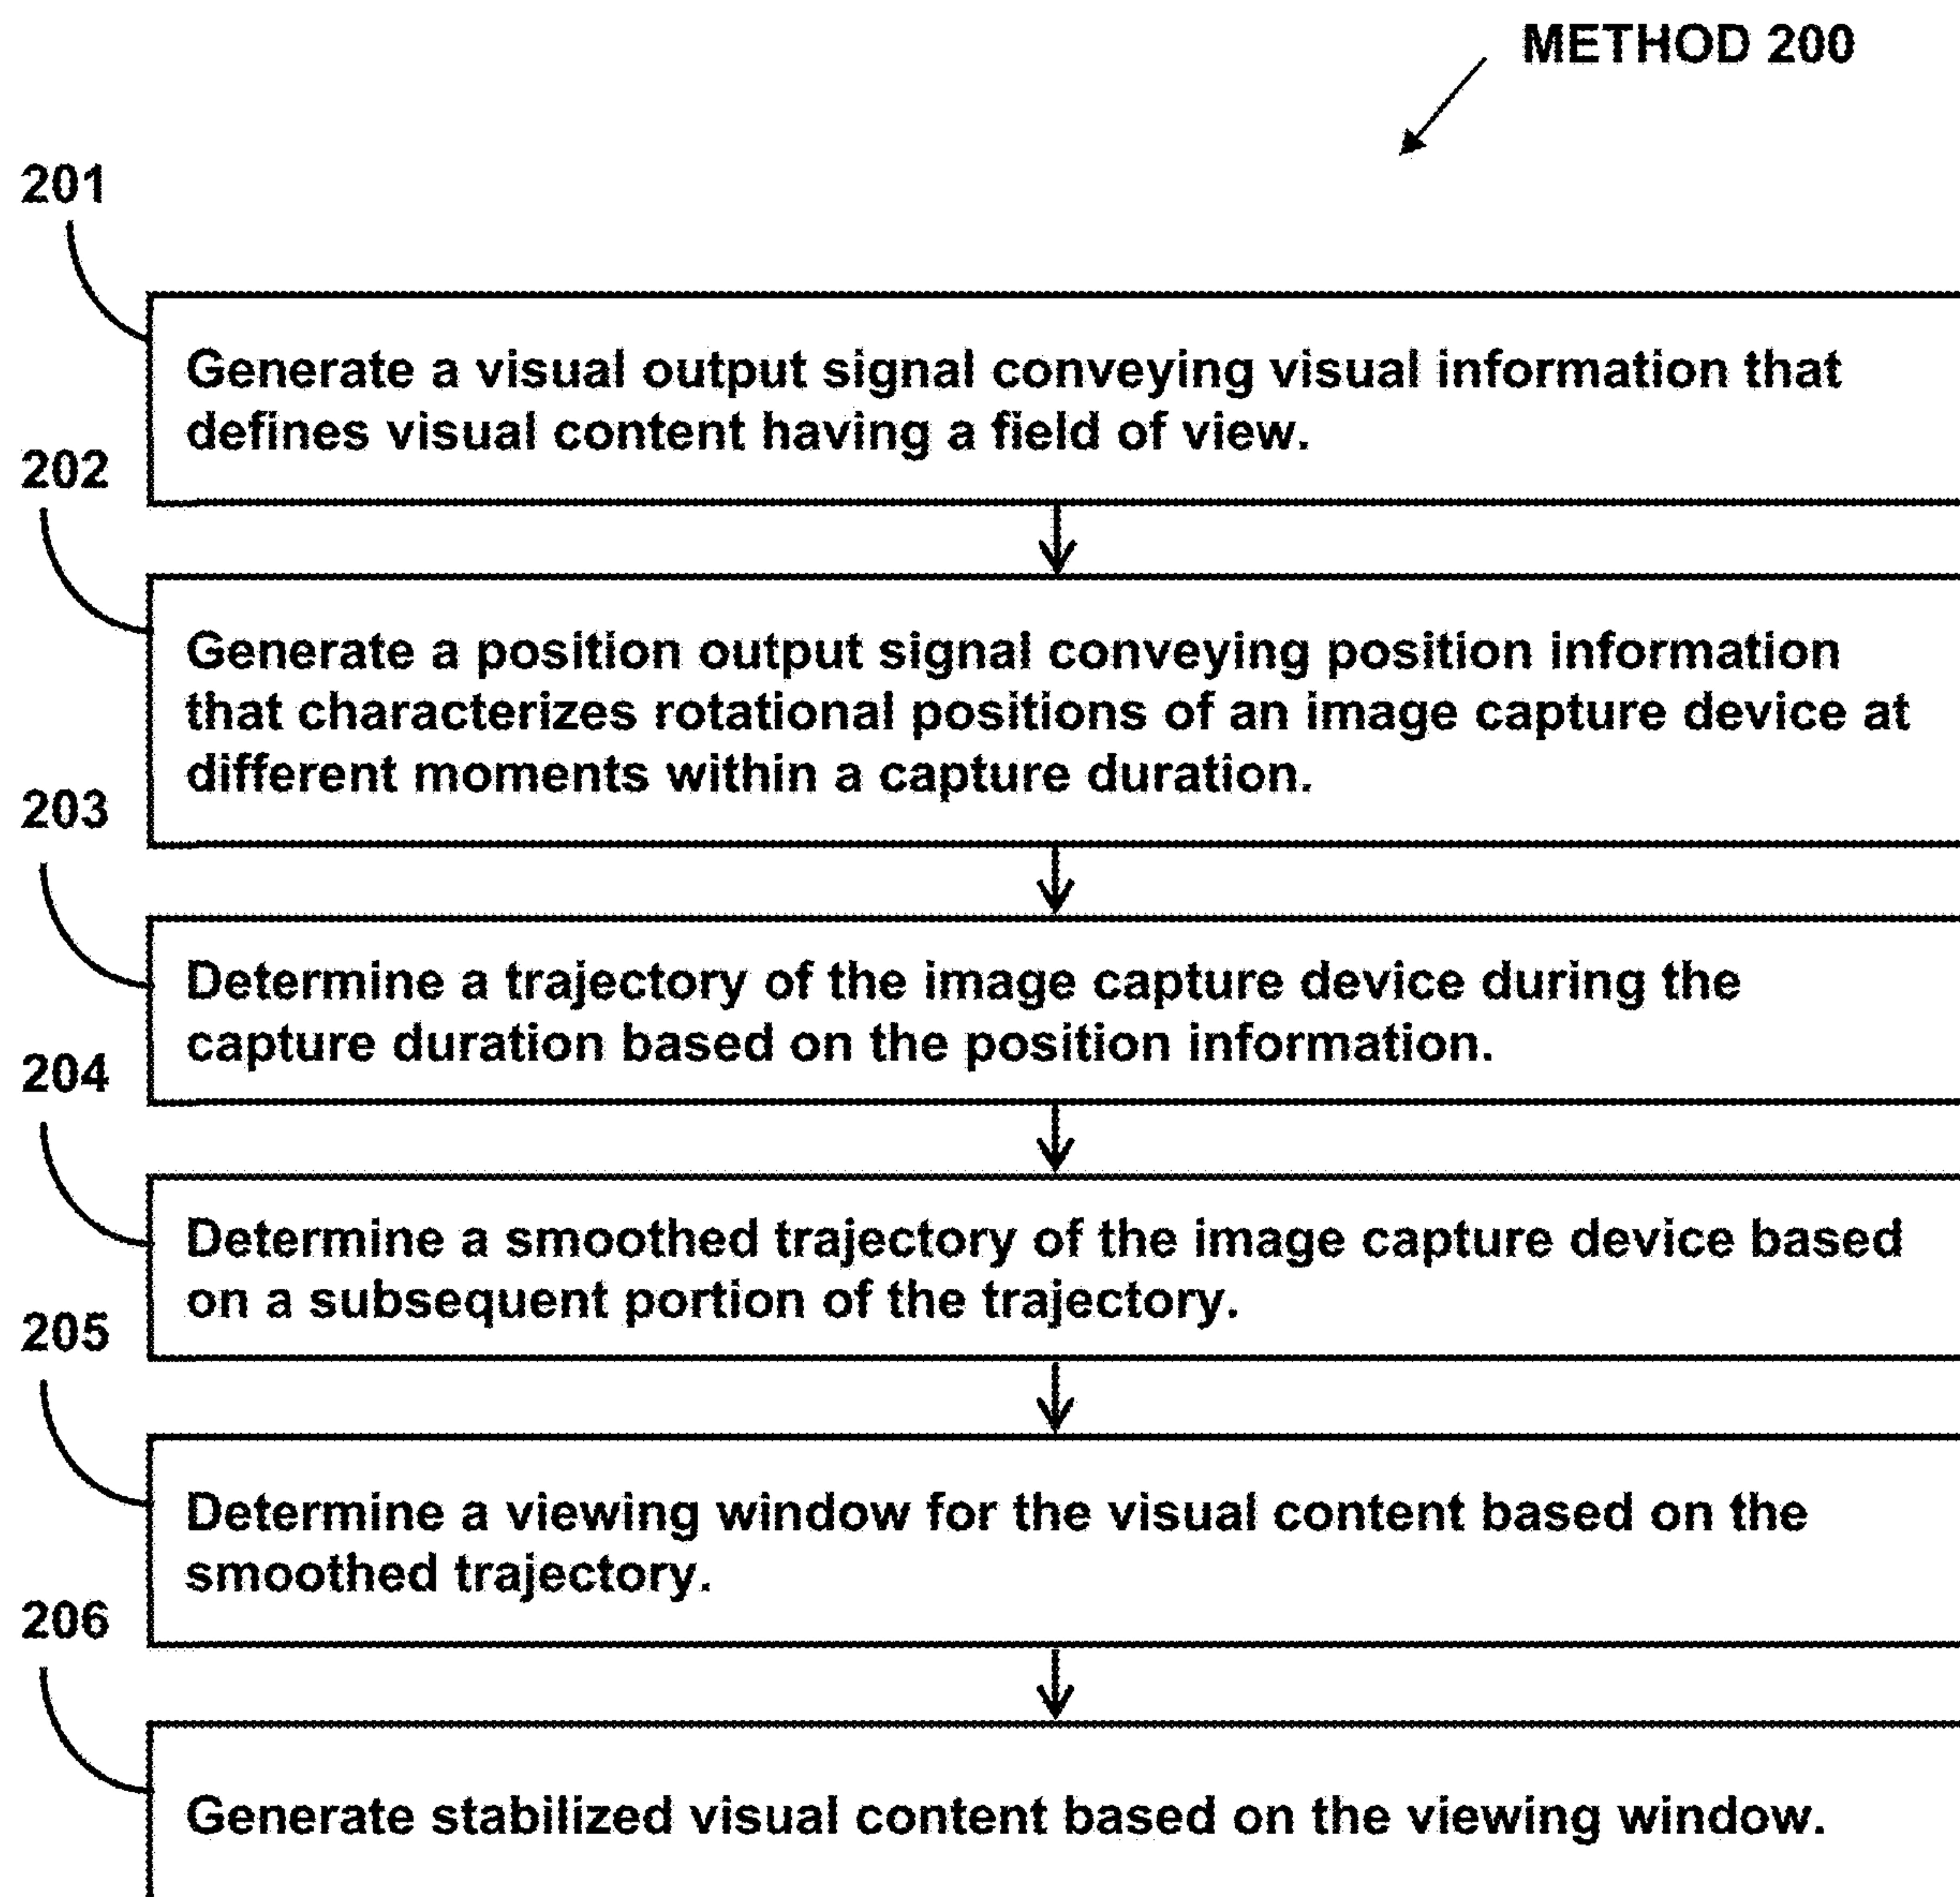 METHOD 200
201
Generate a visual output signal conveying visual information that
defines visual content having a field of view.
202
Generate a position output signal conveying position information
that characterizes rotational positions of an image capture device at
different moments within a capture duration.
203
Determine a trajectory of the image capture device during the
capture duration based on the position information.
204
Determine a smoothed trajectory of the image capture device based
on a subsequent portion of the trajectory.
205
Determine a viewing window for the visual content based on the
smoothed trajectory.
206
Generate stabilized visual content based on the viewing window.